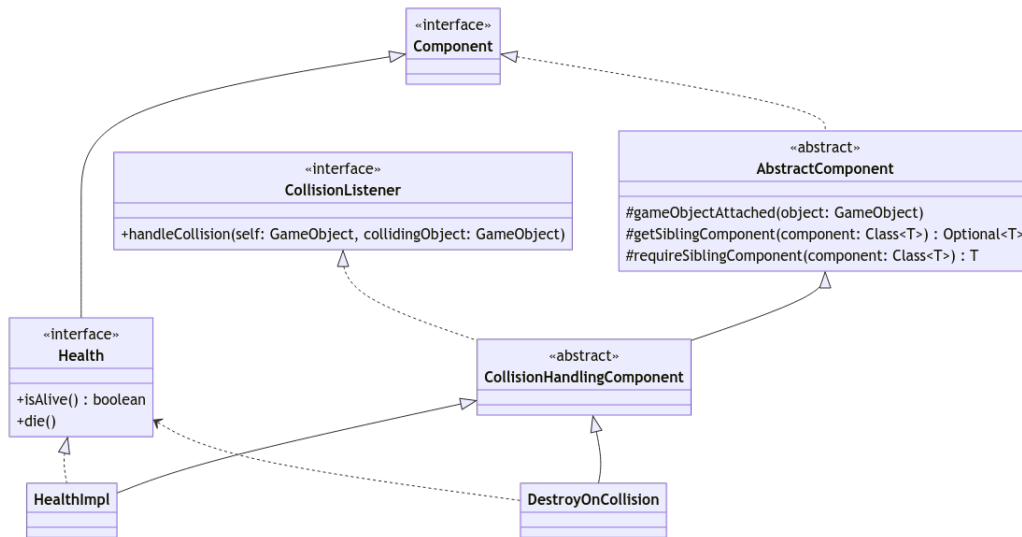 «interface»
Component
«interface»
CollisionListener
+handleCollision(self: GameObject, collidingObject: GameObject)
«abstract»
AbstractComponent
#gameObjectAttached(object: GameObject)
#getSiblingComponent(component: Class<T>) : Optional<T>
#requireSiblingComponent(component: Class<T>) : T
«interface»
Health
+isAlive() : boolean
+die()
«abstract»
CollisionHandlingComponent
HealthImpl
DestroyOnCollision